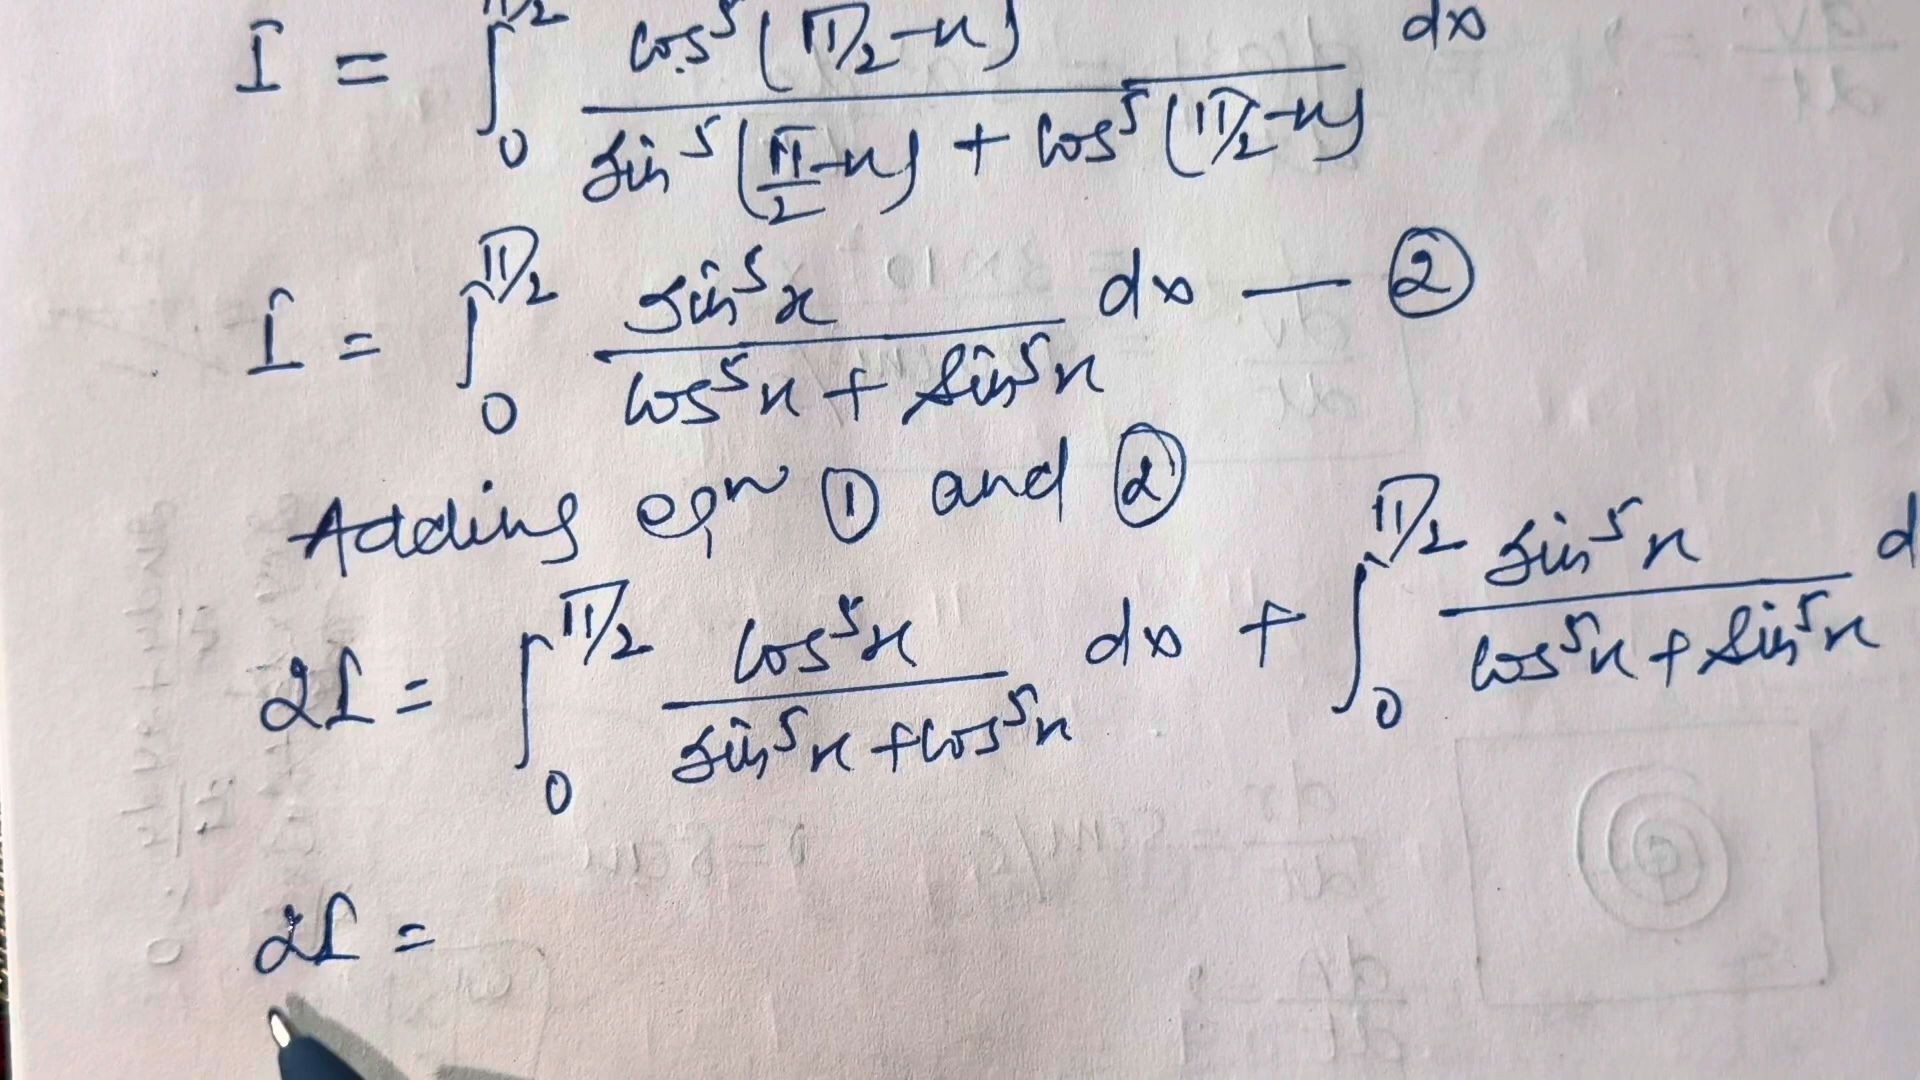 I = ∫₀^(π/2) cos⁵(π/2-x) / sin⁵(π/2-x) + cos⁵(π/2-x) dx
I = ∫₀^(π/2) sin⁵x / cos⁵x + sin⁵x dx — ②
Adding eqn ① and ②
2I = ∫₀^(π/2) cos⁵x / sin⁵x + cos⁵x dx + ∫₀^(π/2) sin⁵x / cos⁵x + sin⁵x d
2I =